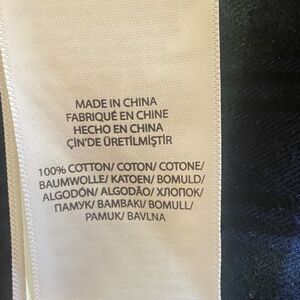 MADE IN CHINA
FABRIQUÉ EN CHINE
HECHO EN CHINA
ÇİN'DE ÜRETİLMİŞTİR
100% COTTON/ COTON/ COTONE/
BAUMWOLLE/ KATOEN/ BOMULD/
ALGODÓN/ ALGODÃO/ ХЛОПОК/
ПАМУК/ BAMBAKI/ BOMULL/
PAMUK/ BAVLNA